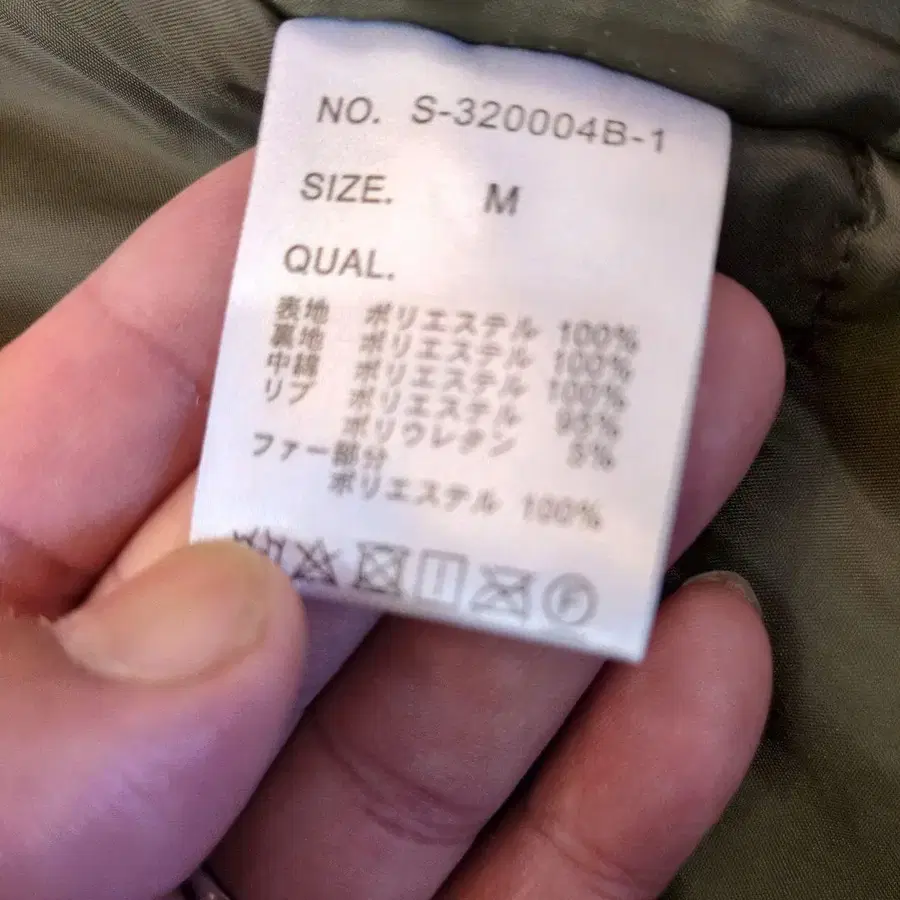 NO. S-320004B-1
SIZE. M
QUAL.
表地 ポリエステル 100%
裏地 ポリエステル 100%
中綿 ポリエステル 100%
リブ ポリエステル 95%
ポリウレタン 5%
ファー部分
ポリエステル 100%
F